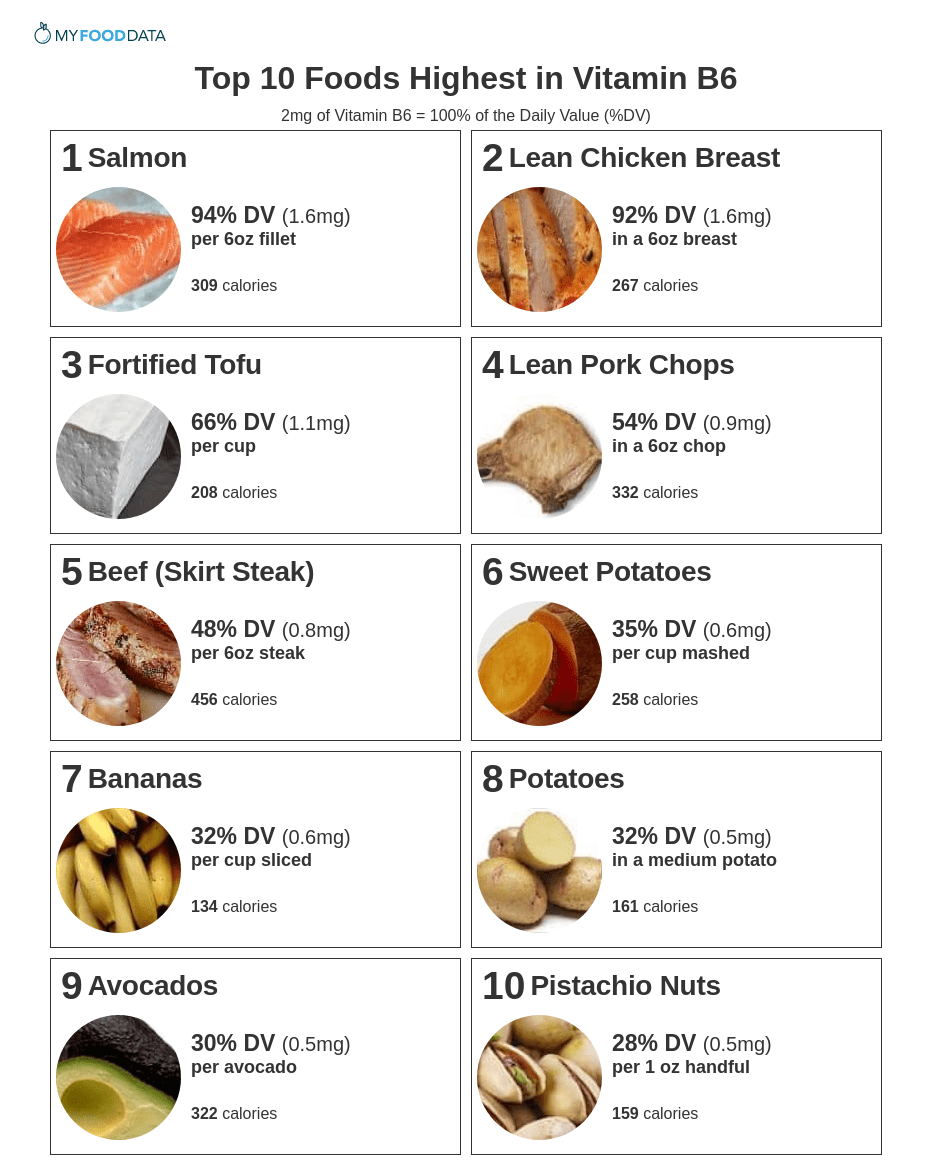 MYFOODDATA
Top 10 Foods Highest in Vitamin B6
2mg of Vitamin B6 = 100% of the Daily Value (%DV)
1 Salmon
94% DV (1.6mg)
per 6oz fillet
309 calories
2 Lean Chicken Breast
92% DV (1.6mg)
in a 6oz breast
267 calories
3 Fortified Tofu
66% DV (1.1mg)
per cup
208 calories
4 Lean Pork Chops
54% DV (0.9mg)
in a 6oz chop
332 calories
5 Beef (Skirt Steak)
48% DV (0.8mg)
per 6oz steak
456 calories
6 Sweet Potatoes
35% DV (0.6mg)
per cup mashed
258 calories
7 Bananas
32% DV (0.6mg)
per cup sliced
134 calories
8 Potatoes
32% DV (0.5mg)
in a medium potato
161 calories
9 Avocados
30% DV (0.5mg)
per avocado
322 calories
10 Pistachio Nuts
28% DV (0.5mg)
per 1 oz handful
159 calories